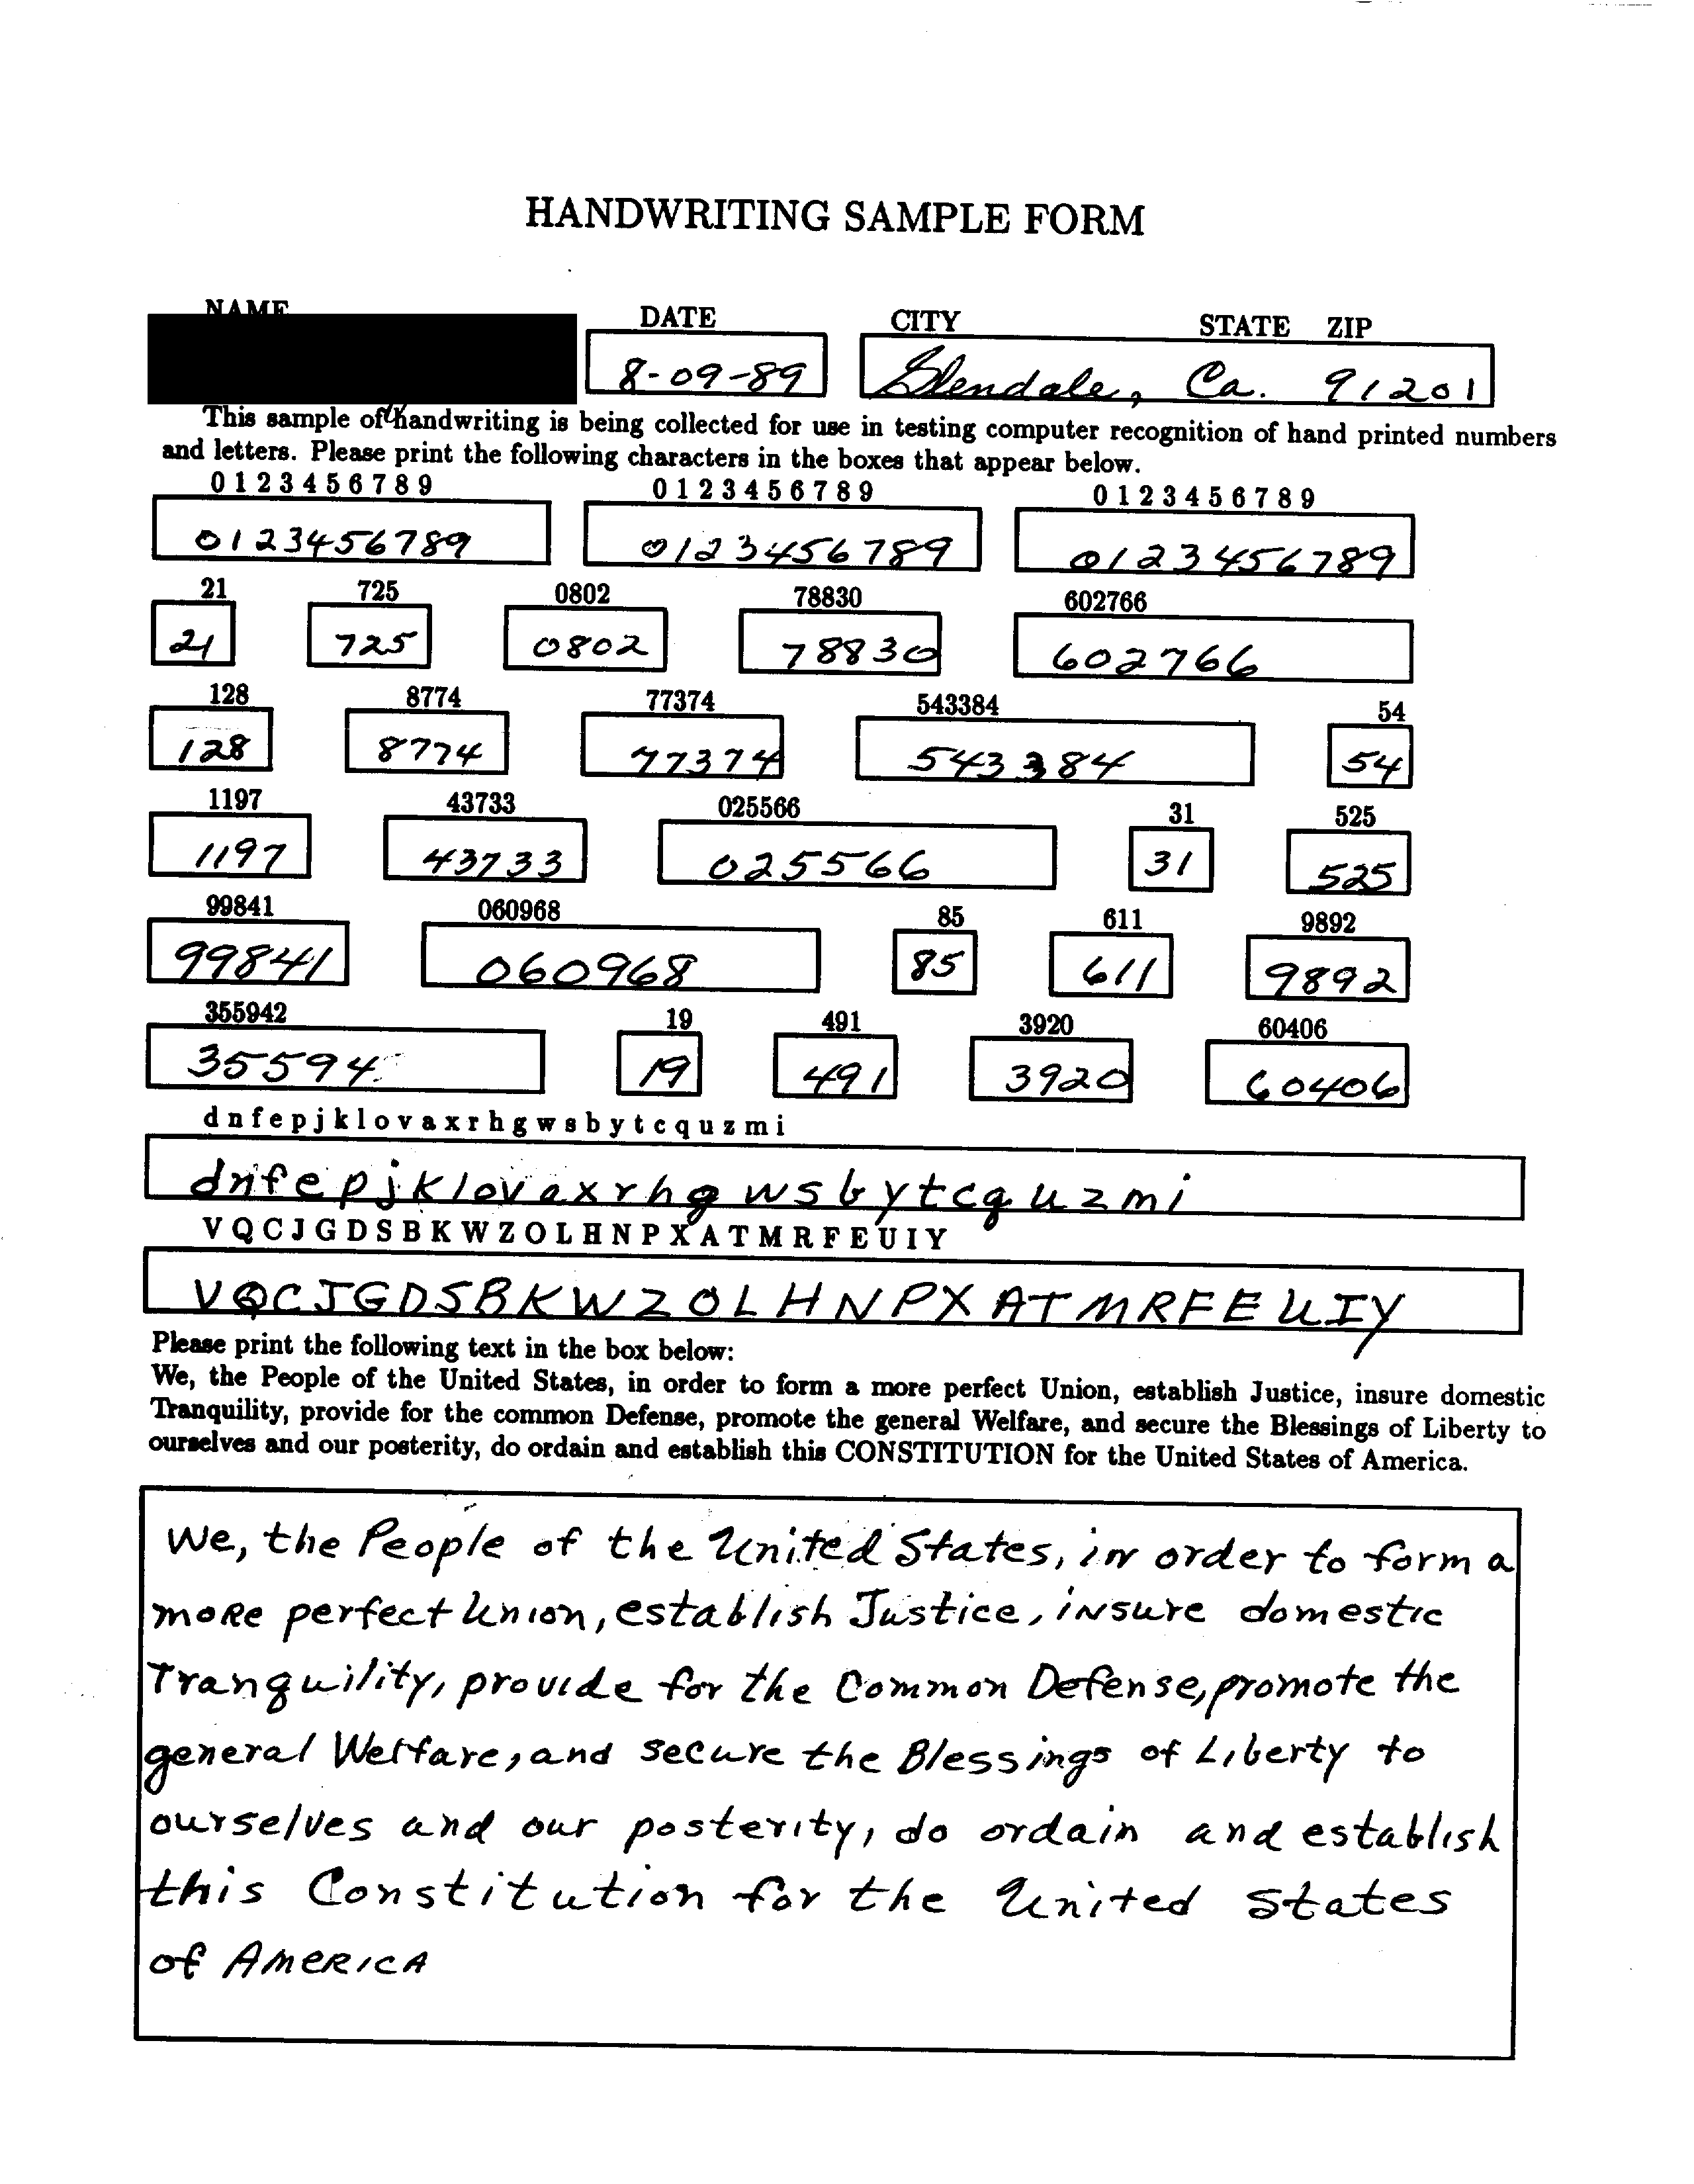 HANDWRITING SAMPLE FORM
NAME DATE CITY STATE ZIP
8-09-89 Glendale, Ca. 91201
This sample of handwriting is being collected for use in testing computer recognition of hand printed numbers
and letters. Please print the following characters in the boxes that appear below.
0 1 2 3 4 5 6 7 8 9 0 1 2 3 4 5 6 7 8 9 0 1 2 3 4 5 6 7 8 9
0123456789 0123456789 0123456789
21 725 0802 78830 602766
21 725 0802 78830 602766
128 8774 77374 543384 54
128 8774 77374 543384 54
1197 43733 025566 31 525
1197 43733 025566 31 525
99841 060968 85 611 9892
99841 060968 85 611 9892
355942 19 491 3920 60406
35594 19 491 3920 60406
d n f e p j k l o v a x r h g w s b y t c q u z m i
dnfepjklovaxrhgwsbytcquzmi
V Q C J G D S B K W Z O L H N P X A T M R F E U I Y
VQCJGDSBKWZOLHNPXATMRFEUIY
Please print the following text in the box below:
We, the People of the United States, in order to form a more perfect Union, establish Justice, insure domestic
Tranquility, provide for the common Defense, promote the general Welfare, and secure the Blessings of Liberty to
ourselves and our posterity, do ordain and establish this CONSTITUTION for the United States of America.
We, the People of the United States, in order to form a
moRe perfect Union, establish Justice, insure domestic
Tranquility, provide for the Common Defense, promote the
general Welfare, and secure the Blessings of Liberty to
ourselves and our posterity, do ordain and establish
this Constitution for the United States
of AmeRICA